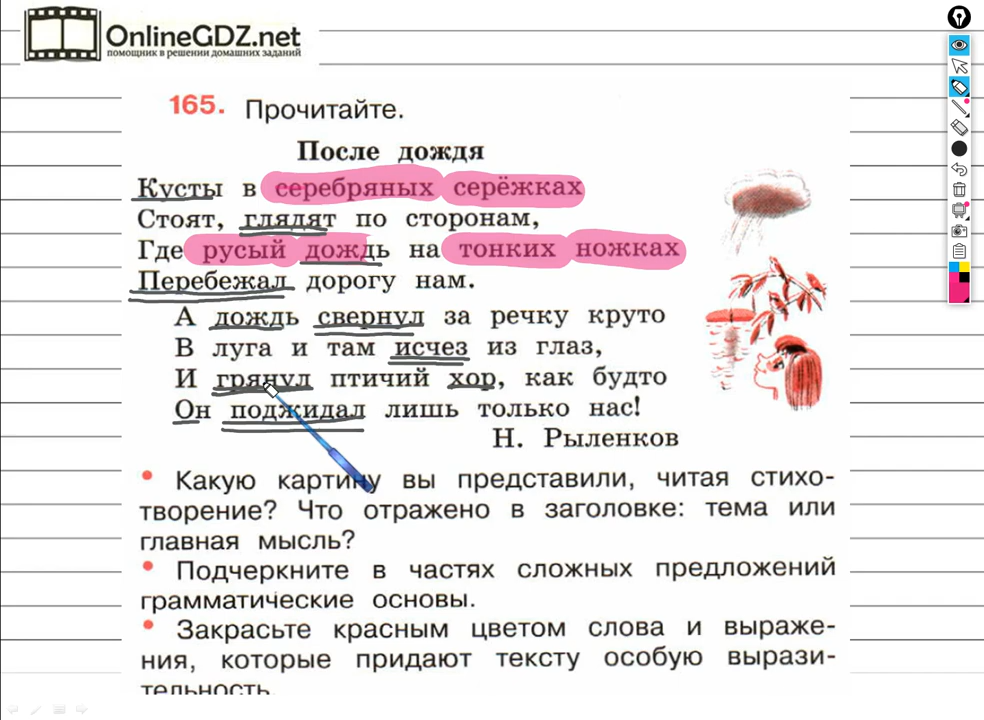 OnlineGDZ.net
помощник в решении домашних заданий
165. Прочитайте.
После дождя
Кусты в серебряных серёжках
Стоят, глядят по сторонам,
Где русый дождь на тонких ножках
Перебежал дорогу нам.
А дождь свернул за речку круто
В луга и там исчез из глаз,
И грянул птичий хор, как будто
Он поджидал лишь только нас!
Н. Рыленков
• Какую картину вы представили, читая стихо-
творение? Что отражено в заголовке: тема или
главная мысль?
• Подчеркните в частях сложных предложений
грамматические основы.
• Закрасьте красным цветом слова и выраже-
ния, которые придают тексту особую вырази-
тельность.